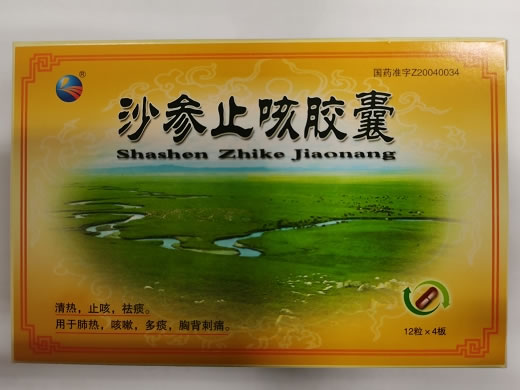 ®
国药准字Z20040034
沙参止咳胶囊
Shashen Zhike Jiaonang
清热，止咳，祛痰。
用于肺热，咳嗽，多痰，胸背刺痛。
12粒×4板